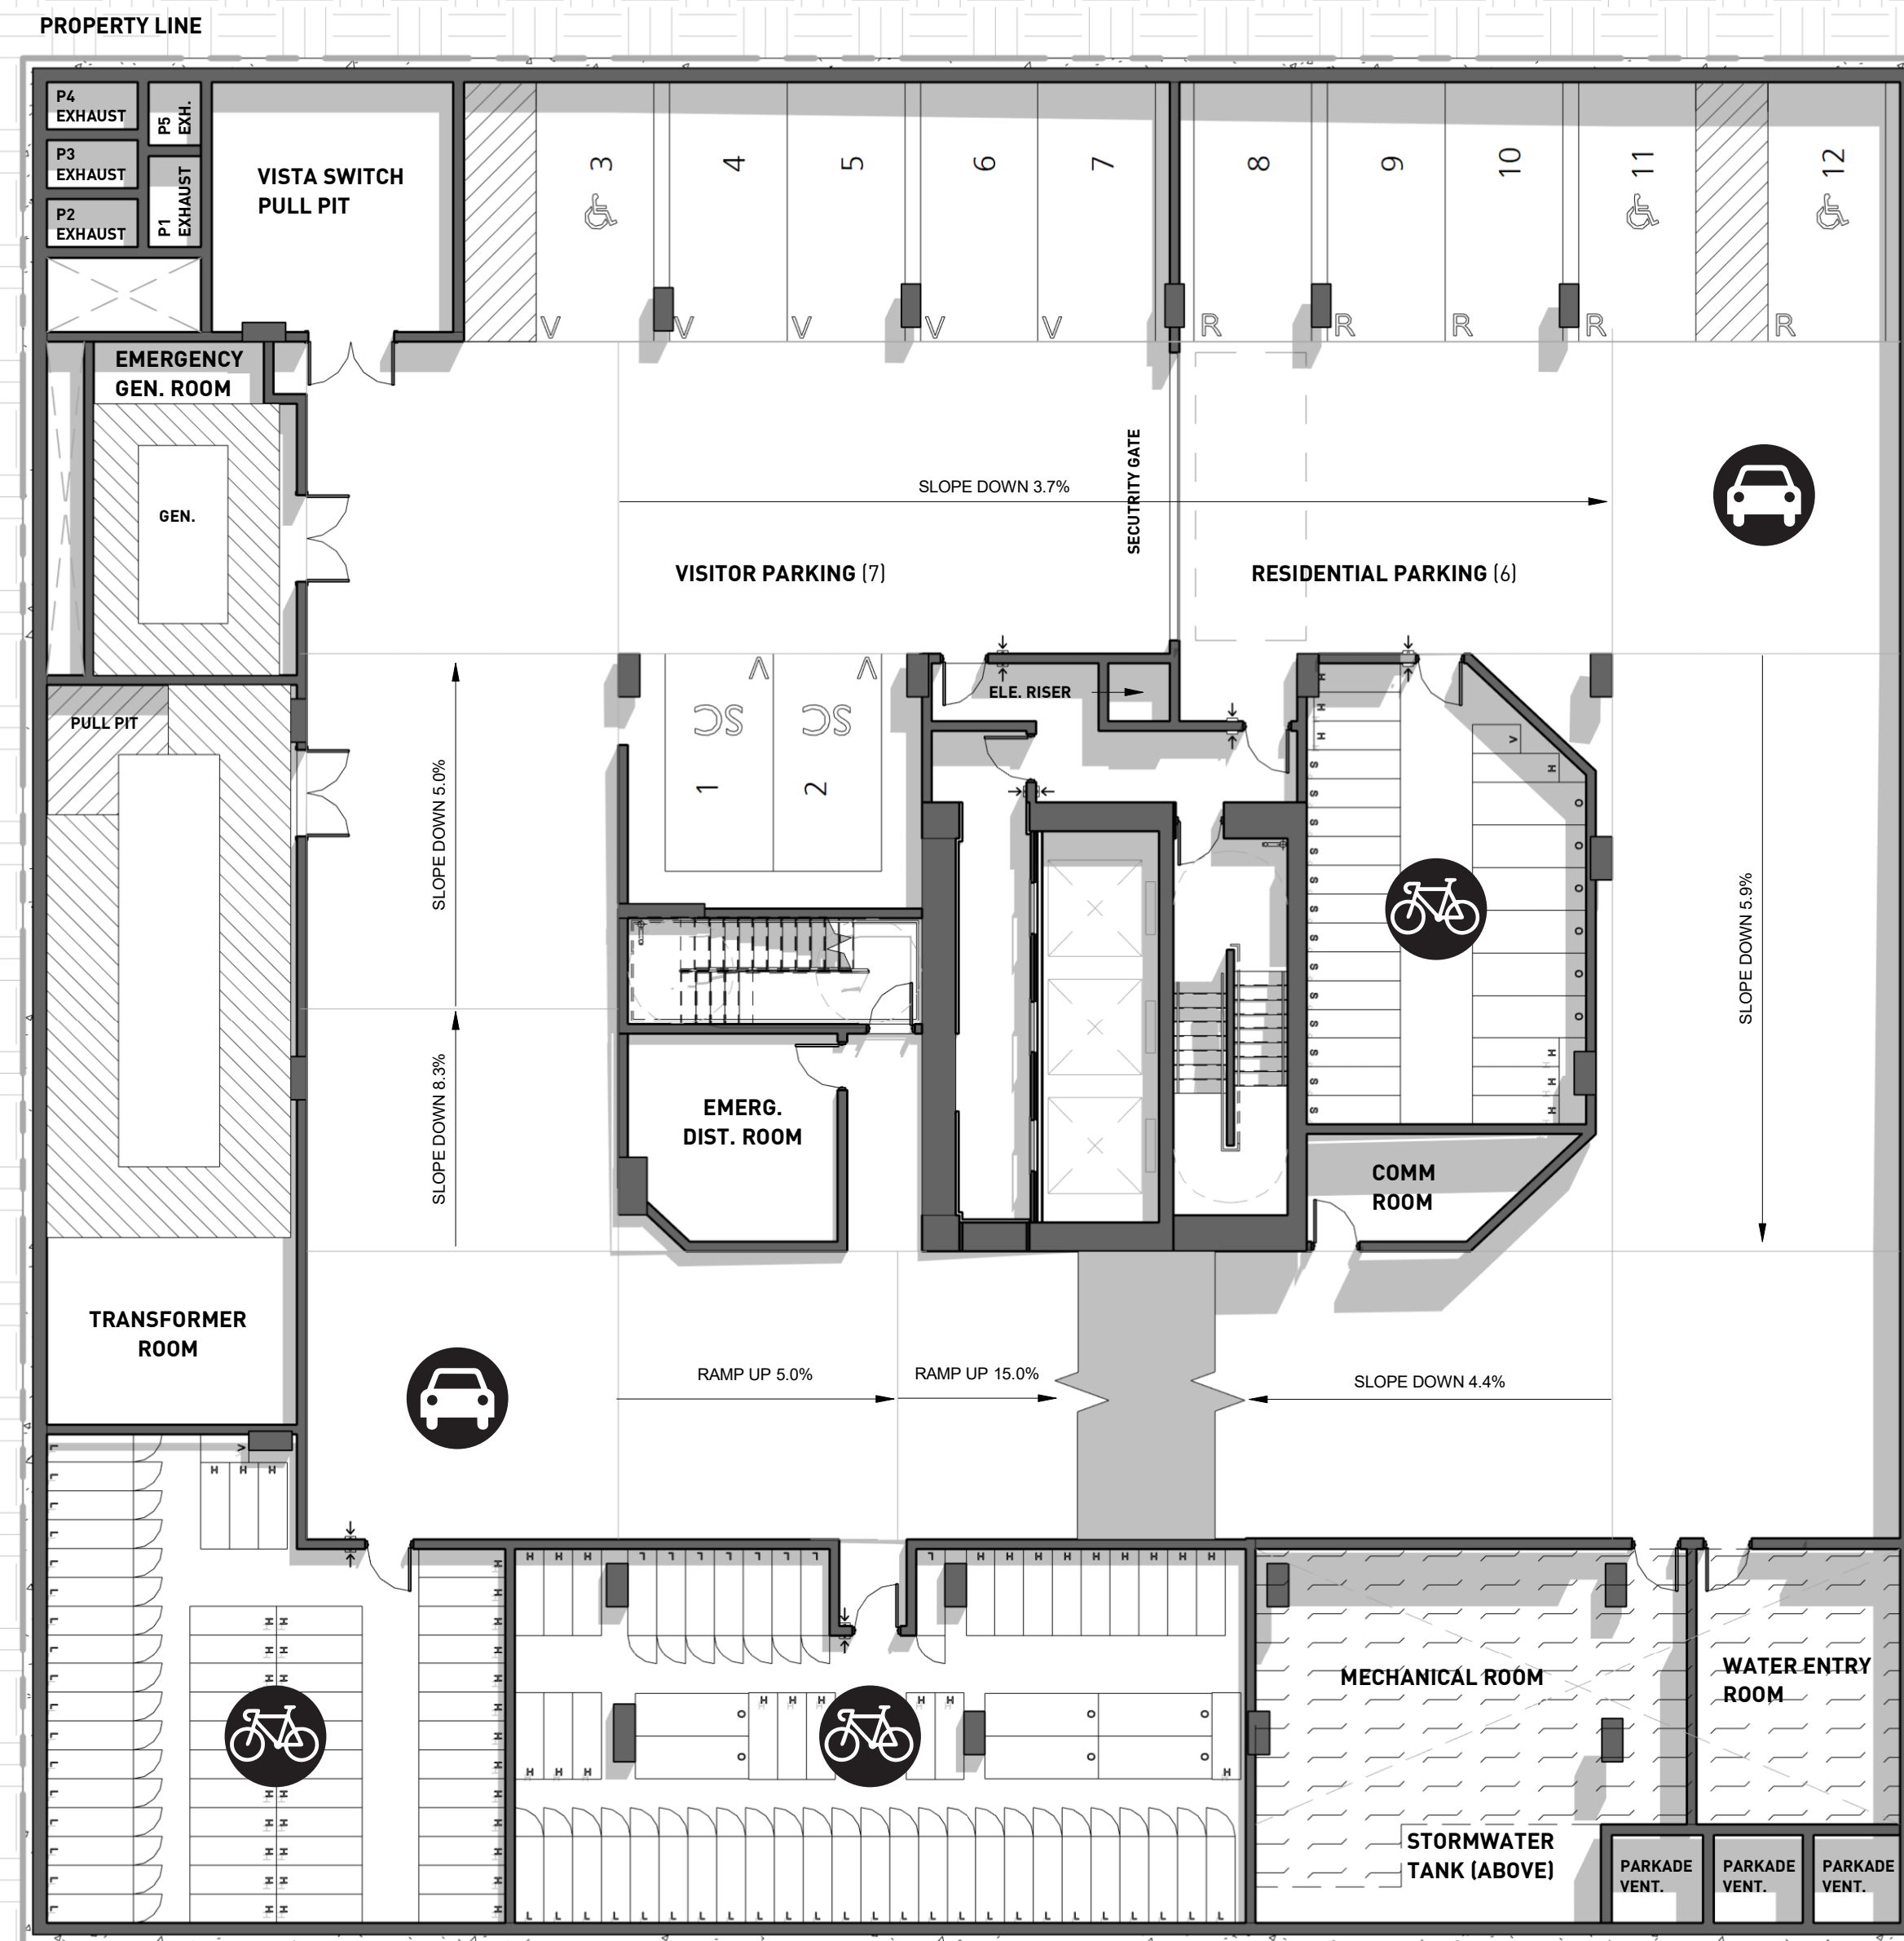 PROPERTY LINE
P4
EXHAUST
P5
EXH.
P3
EXHAUST
P1
EXHAUST
P2
EXHAUST
VISTA SWITCH
PULL PIT
3
4
5
6
7
8
9
10
11
12
V
V
V
V
V
R
R
R
R
R
EMERGENCY
GEN. ROOM
GEN.
SECUTRITY GATE
SLOPE DOWN 3.7%
VISITOR PARKING (7)
RESIDENTIAL PARKING (6)
PULL PIT
V
V
SC
SC
1
2
ELE. RISER
SLOPE DOWN 5.0%
SLOPE DOWN 5.9%
SLOPE DOWN 8.3%
EMERG.
DIST. ROOM
COMM
ROOM
TRANSFORMER
ROOM
RAMP UP 5.0%
RAMP UP 15.0%
SLOPE DOWN 4.4%
MECHANICAL ROOM
WATER ENTRY
ROOM
STORMWATER
TANK (ABOVE)
PARKADE
VENT.
PARKADE
VENT.
PARKADE
VENT.